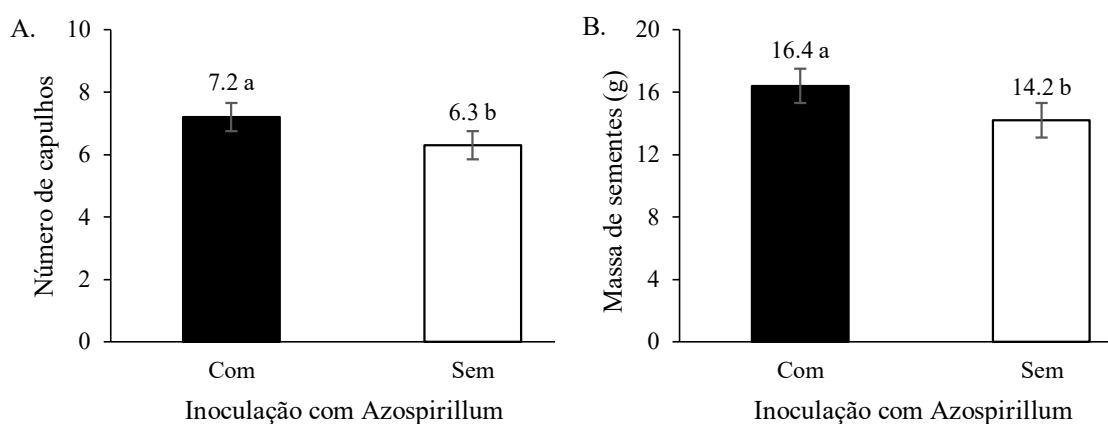 A.
Número de capulhos
10
8
6
4
2
0
7.2 a
6.3 b
Com
Sem
Inoculação com Azospirillum
B.
Massa de sementes (g)
20
16
12
8
4
0
16.4 a
14.2 b
Com
Sem
Inoculação com Azospirillum